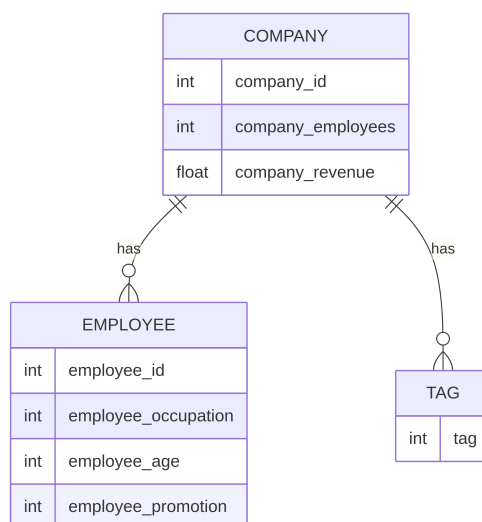 COMPANY
int company_id
int company_employees
float company_revenue
has
has
EMPLOYEE
int employee_id
int employee_occupation
int employee_age
int employee_promotion
TAG
int tag